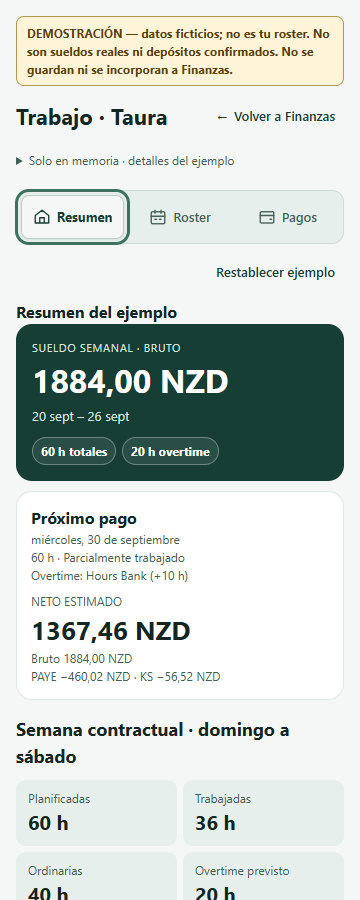 DEMOSTRACIÓN — datos ficticios; no es tu roster. No
son sueldos reales ni depósitos confirmados. No se
guardan ni se incorporan a Finanzas.
Trabajo · Taura
← Volver a Finanzas
▶ Solo en memoria · detalles del ejemplo
Resumen
Roster
Pagos
Restablecer ejemplo
Resumen del ejemplo
SUELDO SEMANAL · BRUTO
1884,00 NZD
20 sept – 26 sept
60 h totales
20 h overtime
Próximo pago
miércoles, 30 de septiembre
60 h · Parcialmente trabajado
Overtime: Hours Bank (+10 h)
NETO ESTIMADO
1367,46 NZD
Bruto 1884,00 NZD
PAYE −460,02 NZD · KS −56,52 NZD
Semana contractual · domingo a
sábado
Planificadas
60 h
Trabajadas
36 h
Ordinarias
40 h
Overtime previsto
20 h